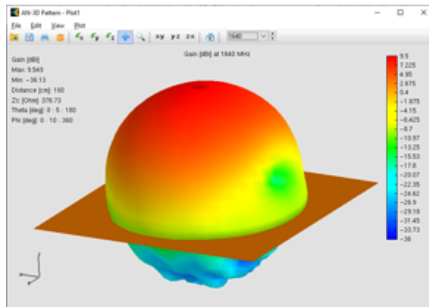 AN-3D Pattern - Plot1
File Edit View Plot
xy yz zx 1640
Gain [dBi] at 1640 MHz
Gain [dBi]
Max: 9.549
Min: -36.13
Distance [cm]: 100
Zc [Ohm]: 376.73
Theta [deg]: 0 : 5 : 180
Phi [deg]: 0 : 10 : 360
9.5
7.225
4.95
2.675
0.4
-1.875
-4.15
-6.425
-8.7
-10.97
-13.25
-15.53
-17.8
-20.07
-22.35
-24.62
-26.9
-29.18
-31.45
-33.73
-36